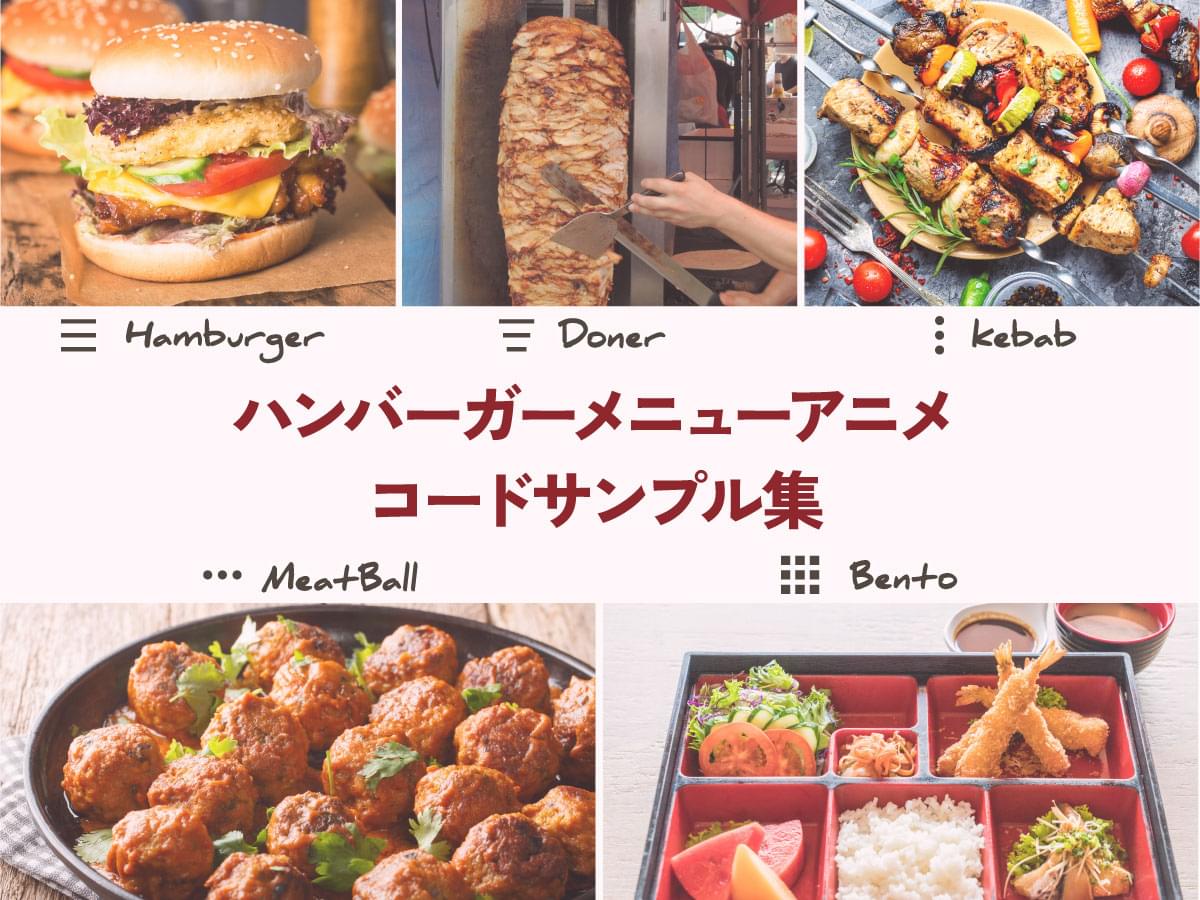 Hamburger
Doner
kebab
ハンバーガーメニューアニメ
コードサンプル集
MeatBall
Bento